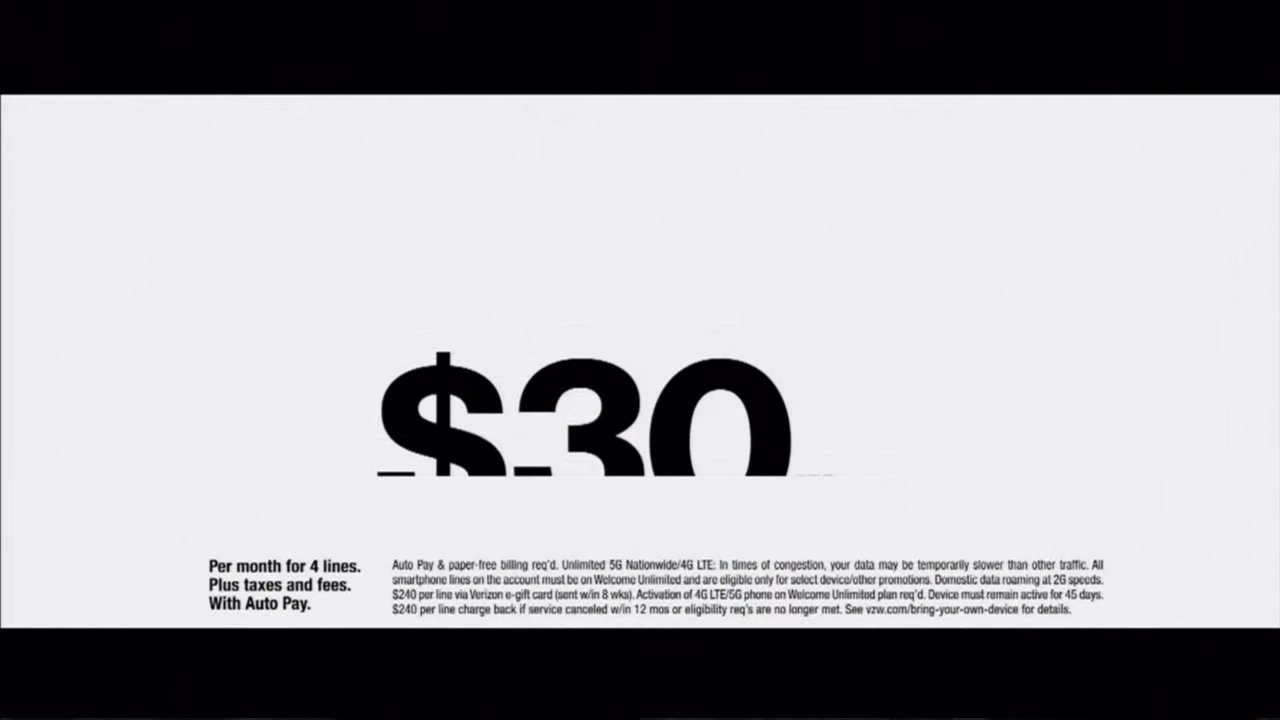 $30
Per month for 4 lines.
Plus taxes and fees.
With Auto Pay.
Auto Pay & paper-free billing req'd. Unlimited 5G Nationwide/4G LTE: In times of congestion, your data may be temporarily slower than other traffic. All
smartphone lines on the account must be on Welcome Unlimited and are eligible only for select device/other promotions. Domestic data roaming at 2G speeds.
$240 per line via Verizon e-gift card (sent w/in 8 wks). Activation of 4G LTE/5G phone on Welcome Unlimited plan req'd. Device must remain active for 45 days.
$240 per line charge back if service canceled w/in 12 mos or eligibility req's are no longer met. See vzw.com/bring-your-own-device for details.